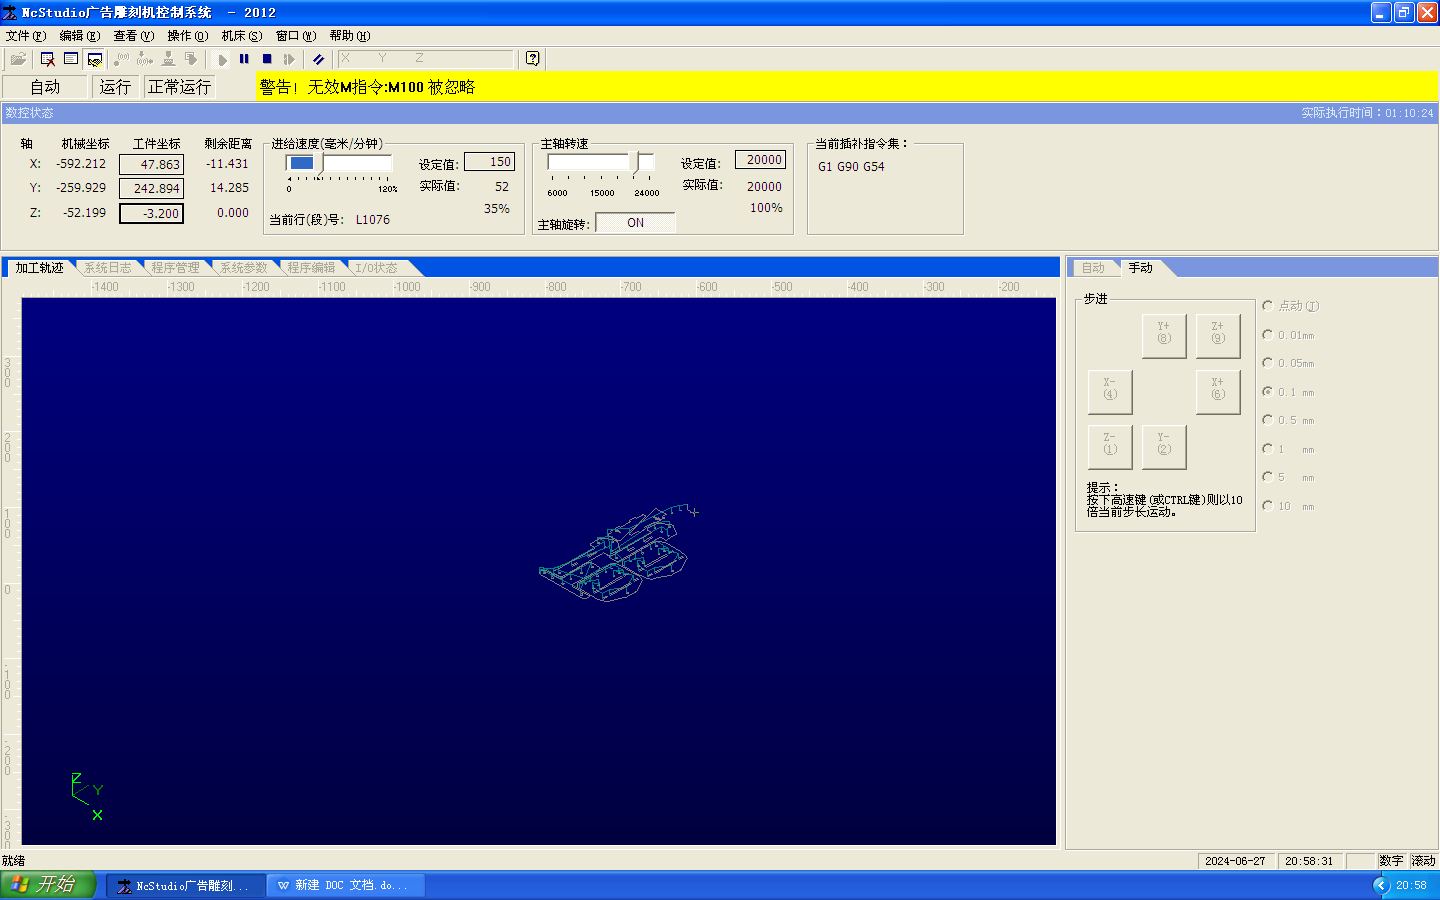 NcStudio广告雕刻机控制系统 - 2012
文件(F) 编辑(E) 查看(V) 操作(O) 机床(S) 窗口(W) 帮助(H)
X Y Z
自动 运行 正常运行 警告! 无效M指令:M100 被忽略
数控状态 实际执行时间:01:10:24
轴 机械坐标 工件坐标 剩余距离
X: -592.212 47.863 -11.431
Y: -259.929 242.894 14.285
Z: -52.199 -3.200 0.000
进给速度(毫米/分钟)
设定值: 150
0 120%
实际值: 52
35%
当前行(段)号: L1076
主轴转速
设定值: 20000
6000 15000 24000
实际值: 20000
100%
主轴旋转: ON
当前插补指令集:
G1 G90 G54
加工轨迹 系统日志 程序管理 系统参数 程序编辑 I/O状态
-1400 -1300 -1200 -1100 -1000 -900 -800 -700 -600 -500 -400 -300 -200
300
200
100
0
-100
-200
-300
Z
Y
X
自动 手动
步进
Y+
(8)
Z+
(9)
X-
(4)
X+
(6)
Z-
(1)
Y-
(2)
提示:
按下高速键(或CTRL键)则以10
倍当前步长运动。
点动(J)
0.01mm
0.05mm
0.1 mm
0.5 mm
1 mm
5 mm
10 mm
就绪 2024-06-27 20:58:31 数字 滚动
开始 NcStudio广告雕刻... 新建 DOC 文档.do... 20:58